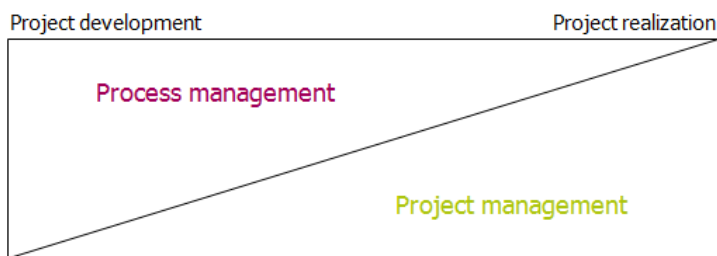 Project development
Project realization
Process management
Project management